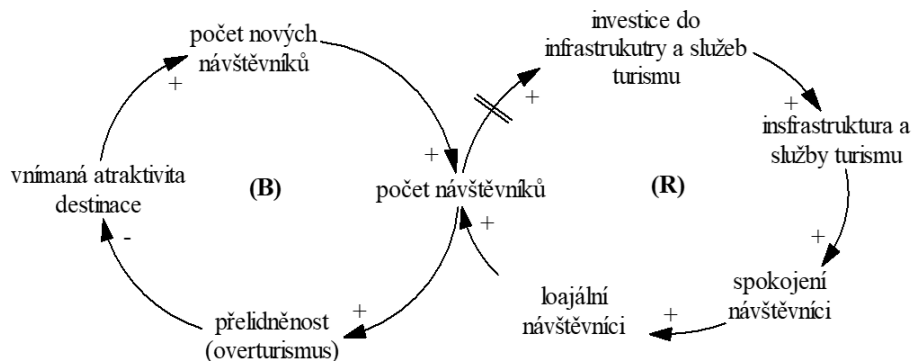 počet nových
návštěvníků
+
investice do
infrastrukutry a služeb
turismu
+
+
insfrastruktura a
služby turismu
vnímaná atraktivita
destinace
(B)
+
počet návštěvníků
(R)
+
-
+
spokojení
návštěvníci
loajální
návštěvníci
+
přelidněnost
(overturismus)
+